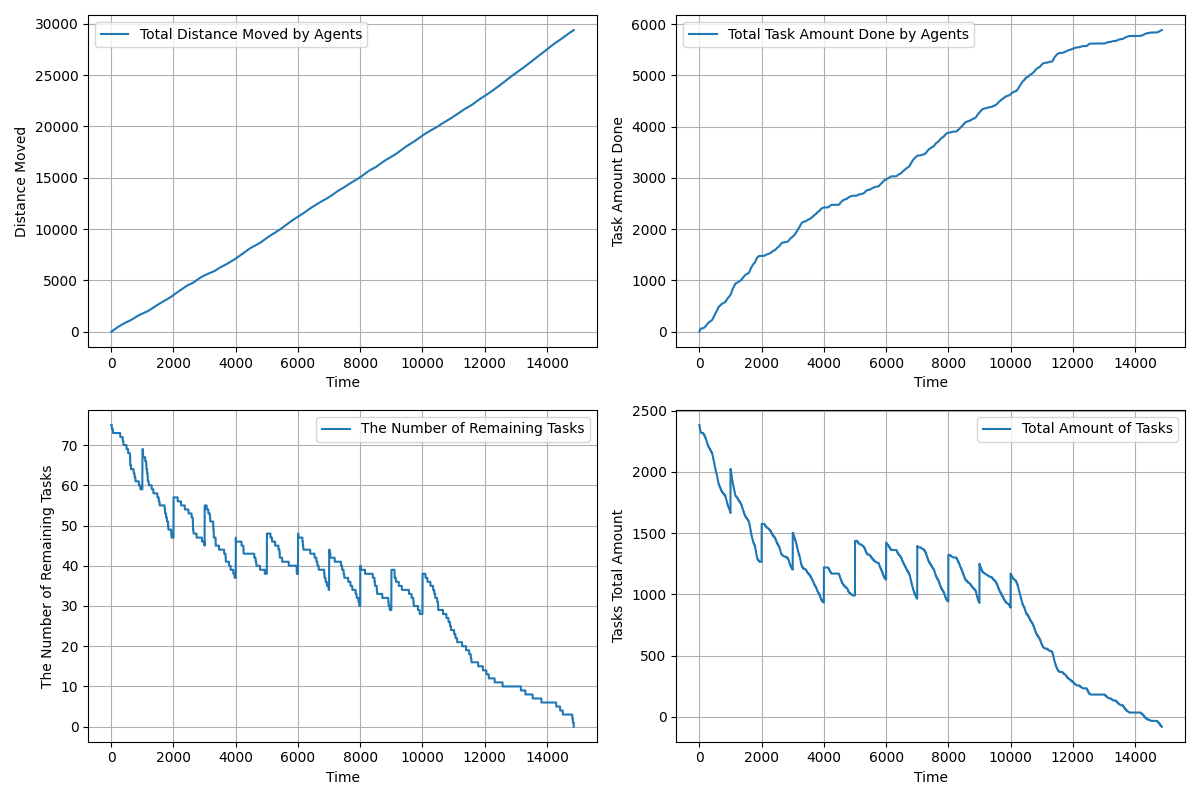 Total Distance Moved by Agents
30000
25000
20000
15000
10000
5000
0
Distance Moved
0 2000 4000 6000 8000 10000 12000 14000
Time
Total Task Amount Done by Agents
6000
5000
4000
3000
2000
1000
0
Task Amount Done
0 2000 4000 6000 8000 10000 12000 14000
Time
The Number of Remaining Tasks
70
60
50
40
30
20
10
0
The Number of Remaining Tasks
0 2000 4000 6000 8000 10000 12000 14000
Time
Total Amount of Tasks
2500
2000
1500
1000
500
0
Tasks Total Amount
0 2000 4000 6000 8000 10000 12000 14000
Time